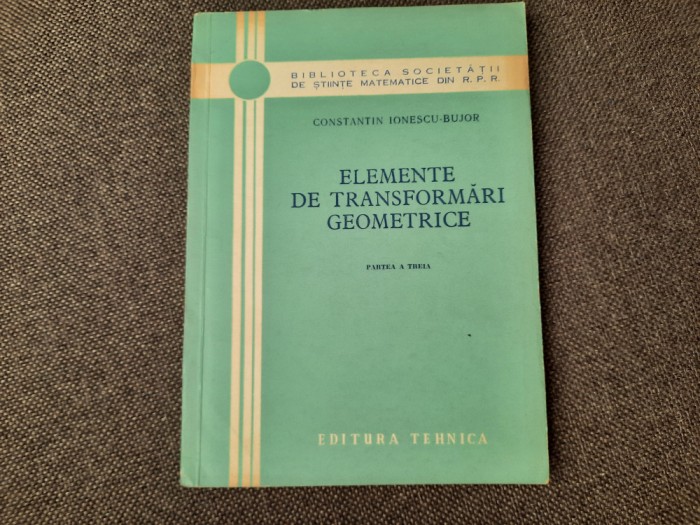 BIBLIOTECA SOCIETĂȚII
DE ȘTIINȚE MATEMATICE DIN R. P. R.
CONSTANTIN IONESCU-BUJOR
ELEMENTE
DE TRANSFORMĂRI
GEOMETRICE
PARTEA A TREIA
EDITURA TEHNICA